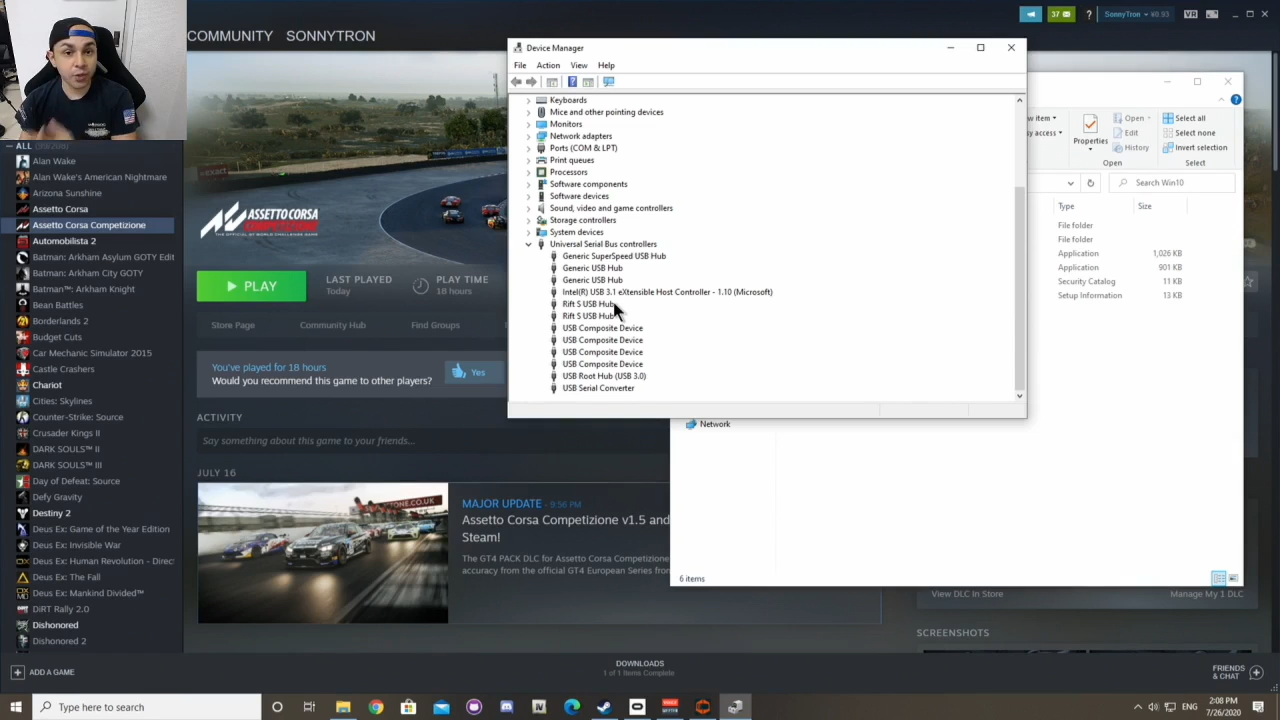 COMMUNITY SONNYTRON
37
?
SonnyTron ¥0.93
VR
Device Manager
File Action View Help
Keyboards
Mice and other pointing devices
Monitors
Network adapters
Ports (COM & LPT)
Print queues
Processors
Software components
Software devices
Sound, video and game controllers
Storage controllers
System devices
Universal Serial Bus controllers
Generic SuperSpeed USB Hub
Generic USB Hub
Generic USB Hub
Intel(R) USB 3.1 eXtensible Host Controller - 1.10 (Microsoft)
Rift S USB Hub
Rift S USB Hub
USB Composite Device
USB Composite Device
USB Composite Device
USB Composite Device
USB Root Hub (USB 3.0)
USB Serial Converter
Open
Edit
History
Properties
Open
Select all
Select none
Invert selection
Select
Search Win10
Type Size
File folder
File folder
Application 1,026 KB
Application 901 KB
Security Catalog 11 KB
Setup Information 13 KB
Network
6 items
ALL
Alan Wake
Alan Wake's American Nightmare
Arizona Sunshine
Assetto Corsa
Assetto Corsa Competizione
Automobilista 2
Batman: Arkham Asylum GOTY Edit
Batman: Arkham City GOTY
Batman™: Arkham Knight
Bean Battles
Borderlands 2
Budget Cuts
Car Mechanic Simulator 2015
Castle Crashers
Chariot
Cities: Skylines
Counter-Strike: Source
Crusader Kings II
DARK SOULS™ II
DARK SOULS™ III
Day of Defeat: Source
Defy Gravity
Destiny 2
Deus Ex: Game of the Year Edition
Deus Ex: Invisible War
Deus Ex: Human Revolution - Direc
Deus Ex: The Fall
Deus Ex: Mankind Divided™
DiRT Rally 2.0
Dishonored
Dishonored 2
ASSETTO CORSA
COMPETIZIONE
PLAY
LAST PLAYED
Today
PLAY TIME
18 hours
Store Page Community Hub Find Groups
You've played for 18 hours
Would you recommend this game to other players?
Yes
ACTIVITY
Say something about this game to your friends...
JULY 16
MAJOR UPDATE - 9:56 PM
Assetto Corsa Competizione v1.5 and
Steam!
The GT4 PACK DLC for Assetto Corsa Competizione
accuracy from the official GT4 European Series from
View DLC In Store
Manage My 1 DLC
SCREENSHOTS
ADD A GAME
DOWNLOADS
1 of 1 Items Complete
FRIENDS
& CHAT
Type here to search
ENG
2:08 PM
7/26/2020